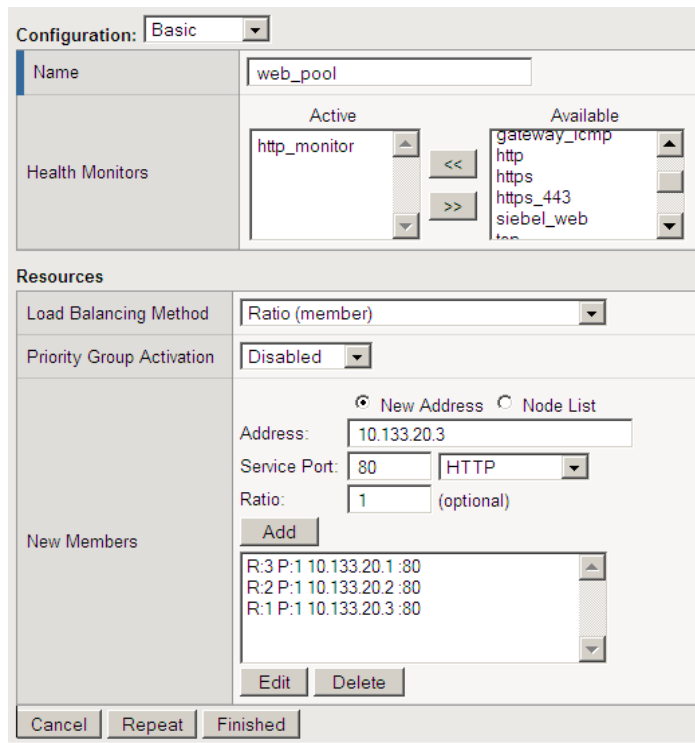 Configuration: Basic
Name
web_pool
Health Monitors
Active
Available
http_monitor
<<
>>
gateway_icmp
http
https
https_443
siebel_web
Resources
Load Balancing Method
Ratio (member)
Priority Group Activation
Disabled
New Members
New Address Node List
Address: 10.133.20.3
Service Port: 80 HTTP
Ratio: 1 (optional)
Add
R:3 P:1 10.133.20.1 :80
R:2 P:1 10.133.20.2 :80
R:1 P:1 10.133.20.3 :80
Edit Delete
Cancel Repeat Finished